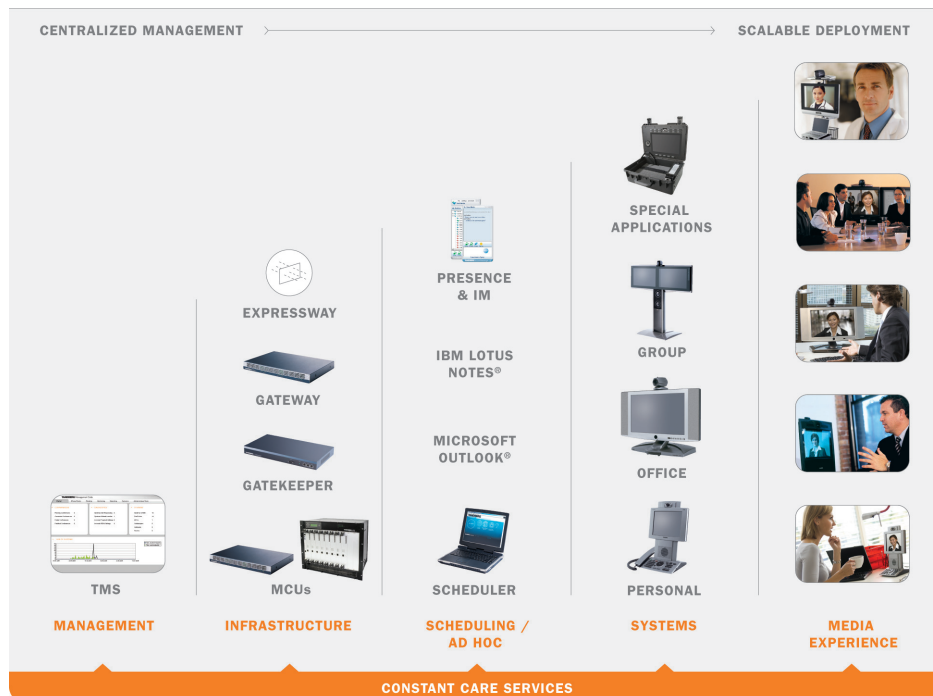 CENTRALIZED MANAGEMENT
SCALABLE DEPLOYMENT
SPECIAL
APPLICATIONS
PRESENCE
& IM
EXPRESSWAY
GROUP
IBM LOTUS
NOTES®
GATEWAY
MICROSOFT
OUTLOOK®
OFFICE
GATEKEEPER
TMS
MCUs
SCHEDULER
PERSONAL
MANAGEMENT
INFRASTRUCTURE
SCHEDULING /
AD HOC
SYSTEMS
MEDIA
EXPERIENCE
CONSTANT CARE SERVICES